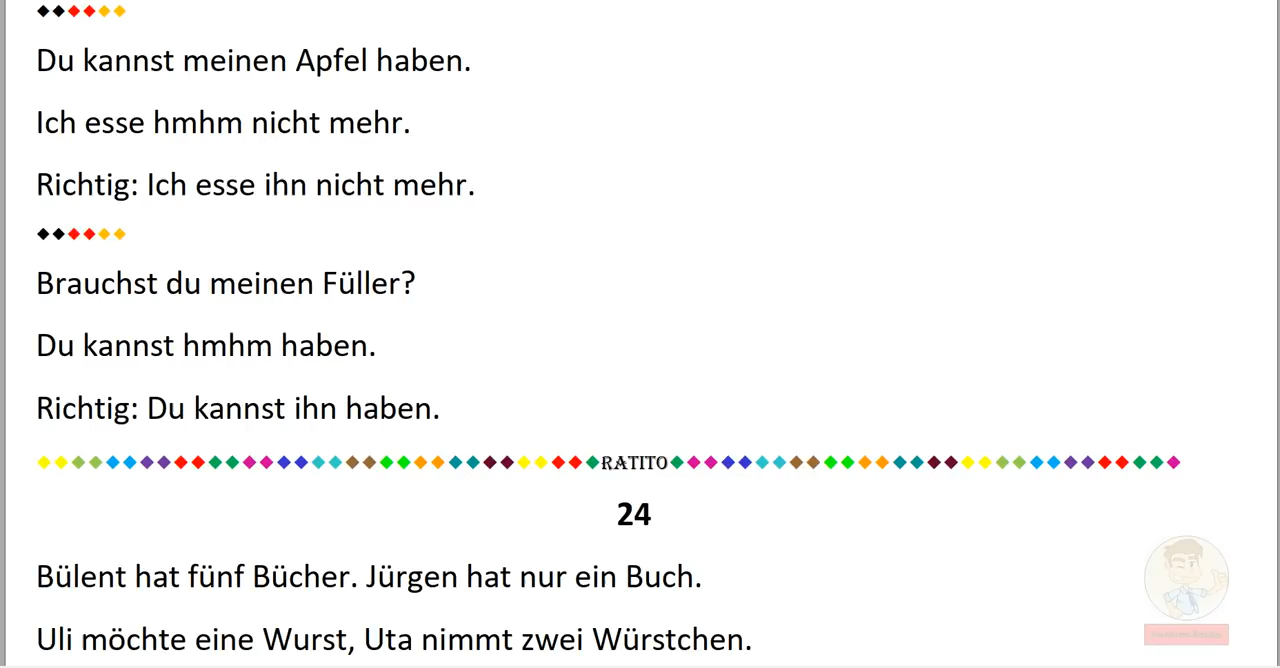 Du kannst meinen Apfel haben.
Ich esse hmhm nicht mehr.
Richtig: Ich esse ihn nicht mehr.
Brauchst du meinen Füller?
Du kannst hmhm haben.
Richtig: Du kannst ihn haben.
RATITO
24
Bülent hat fünf Bücher. Jürgen hat nur ein Buch.
Uli möchte eine Wurst, Uta nimmt zwei Würstchen.